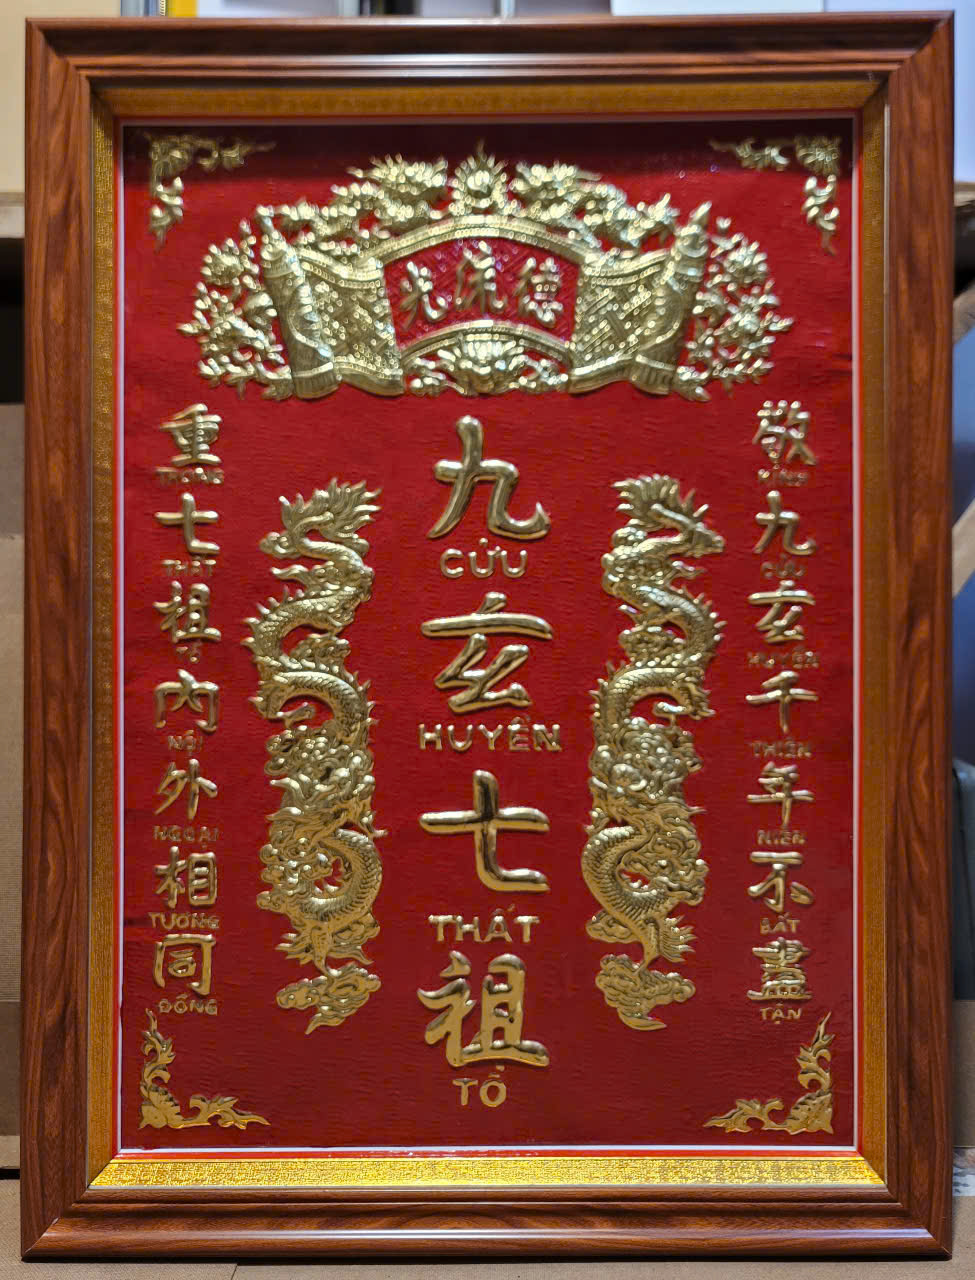 德流光
敬
KÍNH
九
CỬU
玄
HUYỀN
千
THIÊN
年
NIÊN
不
BẤT
盡
TẬN
九
CỬU
玄
HUYỀN
七
THẤT
祖
TỔ
重
TRỌNG
七
THẤT
祖
TỔ
內
NỘI
外
NGOẠI
相
TƯƠNG
同
ĐỒNG